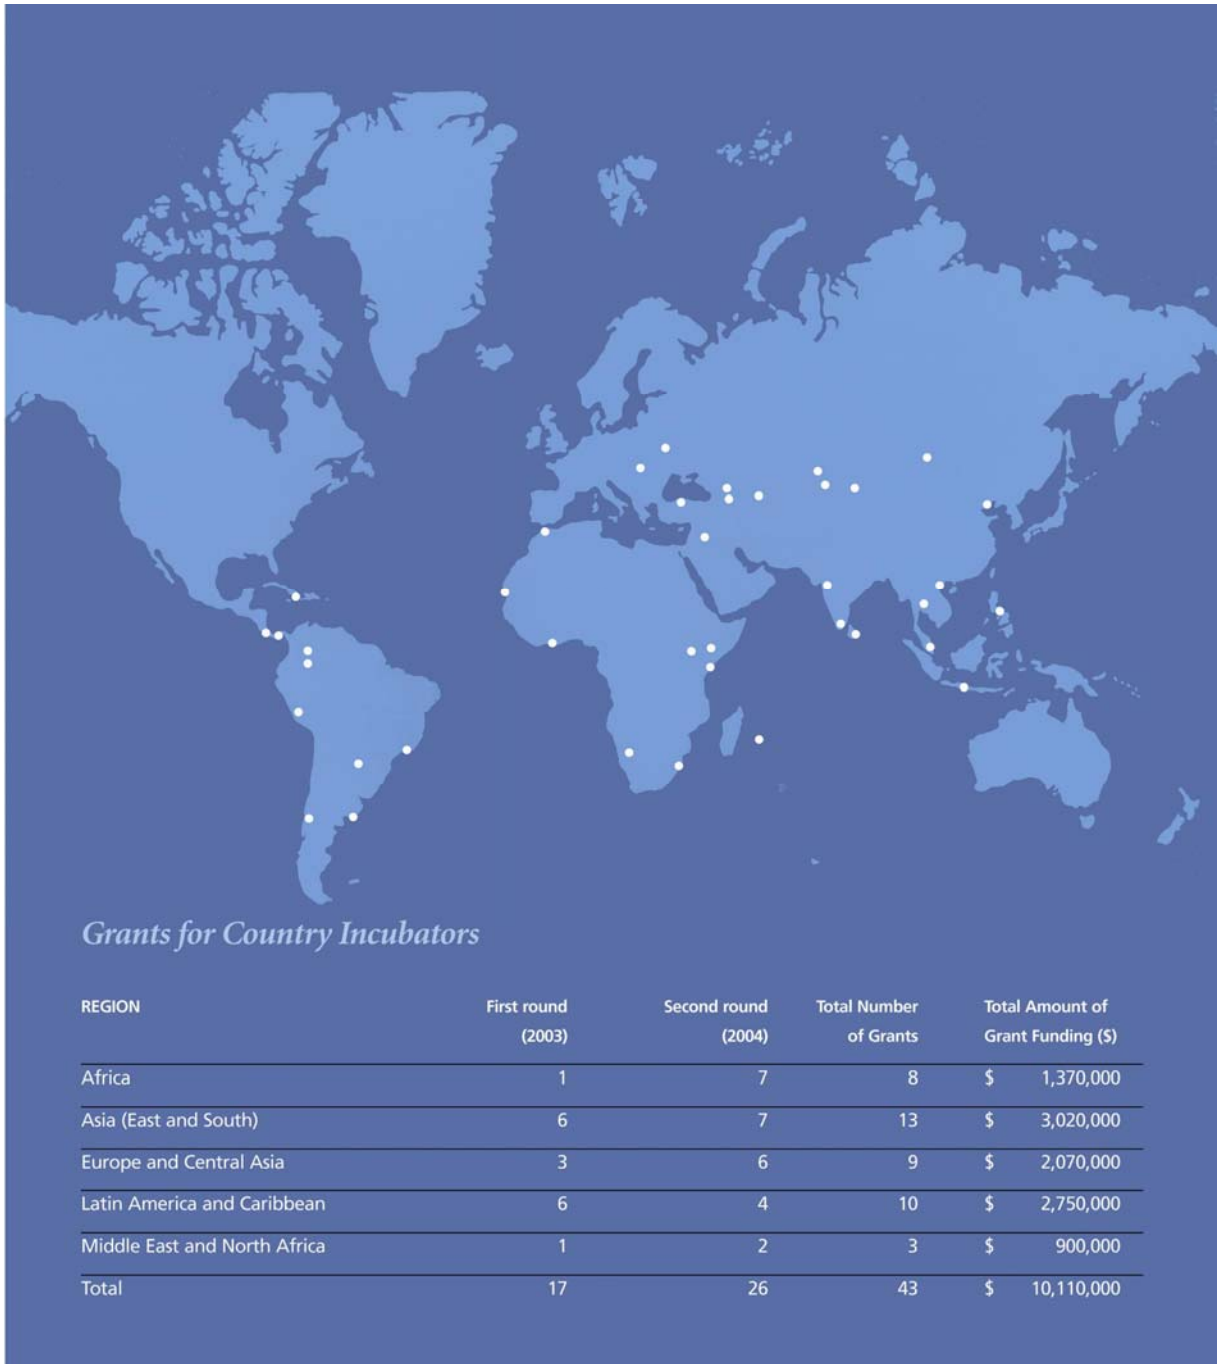 Grants for Country Incubators
REGION First round Second round Total Number Total Amount of
(2003) (2004) of Grants Grant Funding ($)
Africa 1 7 8 $ 1,370,000
Asia (East and South) 6 7 13 $ 3,020,000
Europe and Central Asia 3 6 9 $ 2,070,000
Latin America and Caribbean 6 4 10 $ 2,750,000
Middle East and North Africa 1 2 3 $ 900,000
Total 17 26 43 $ 10,110,000